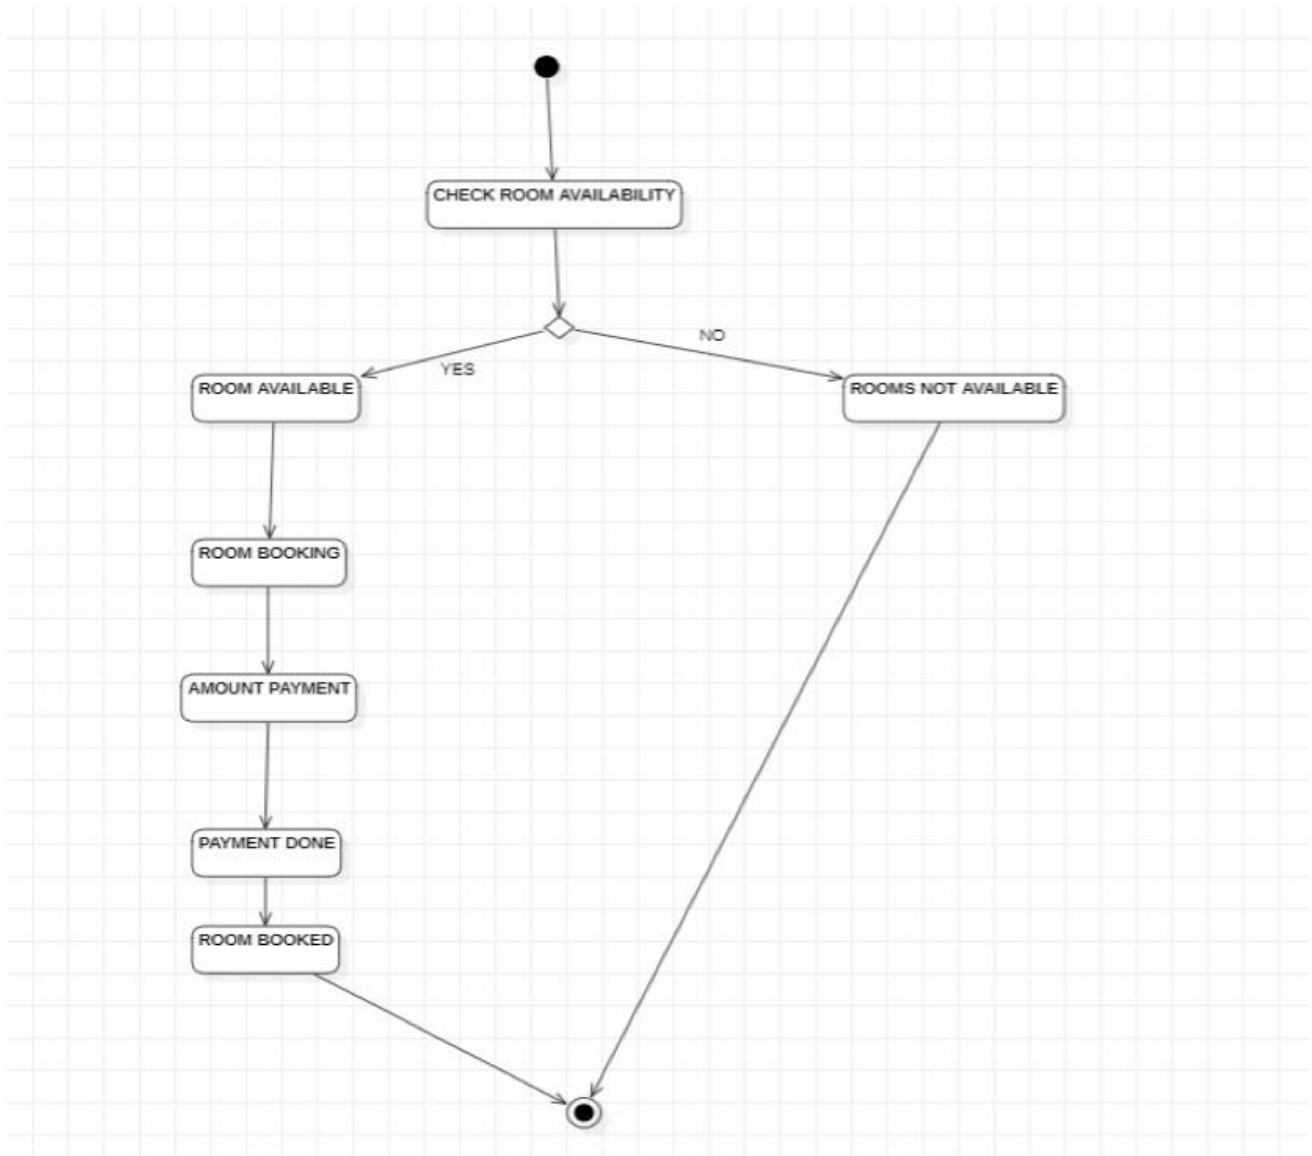 CHECK ROOM AVAILABILITY
NO
YES
ROOM AVAILABLE
ROOMS NOT AVAILABLE
ROOM BOOKING
AMOUNT PAYMENT
PAYMENT DONE
ROOM BOOKED